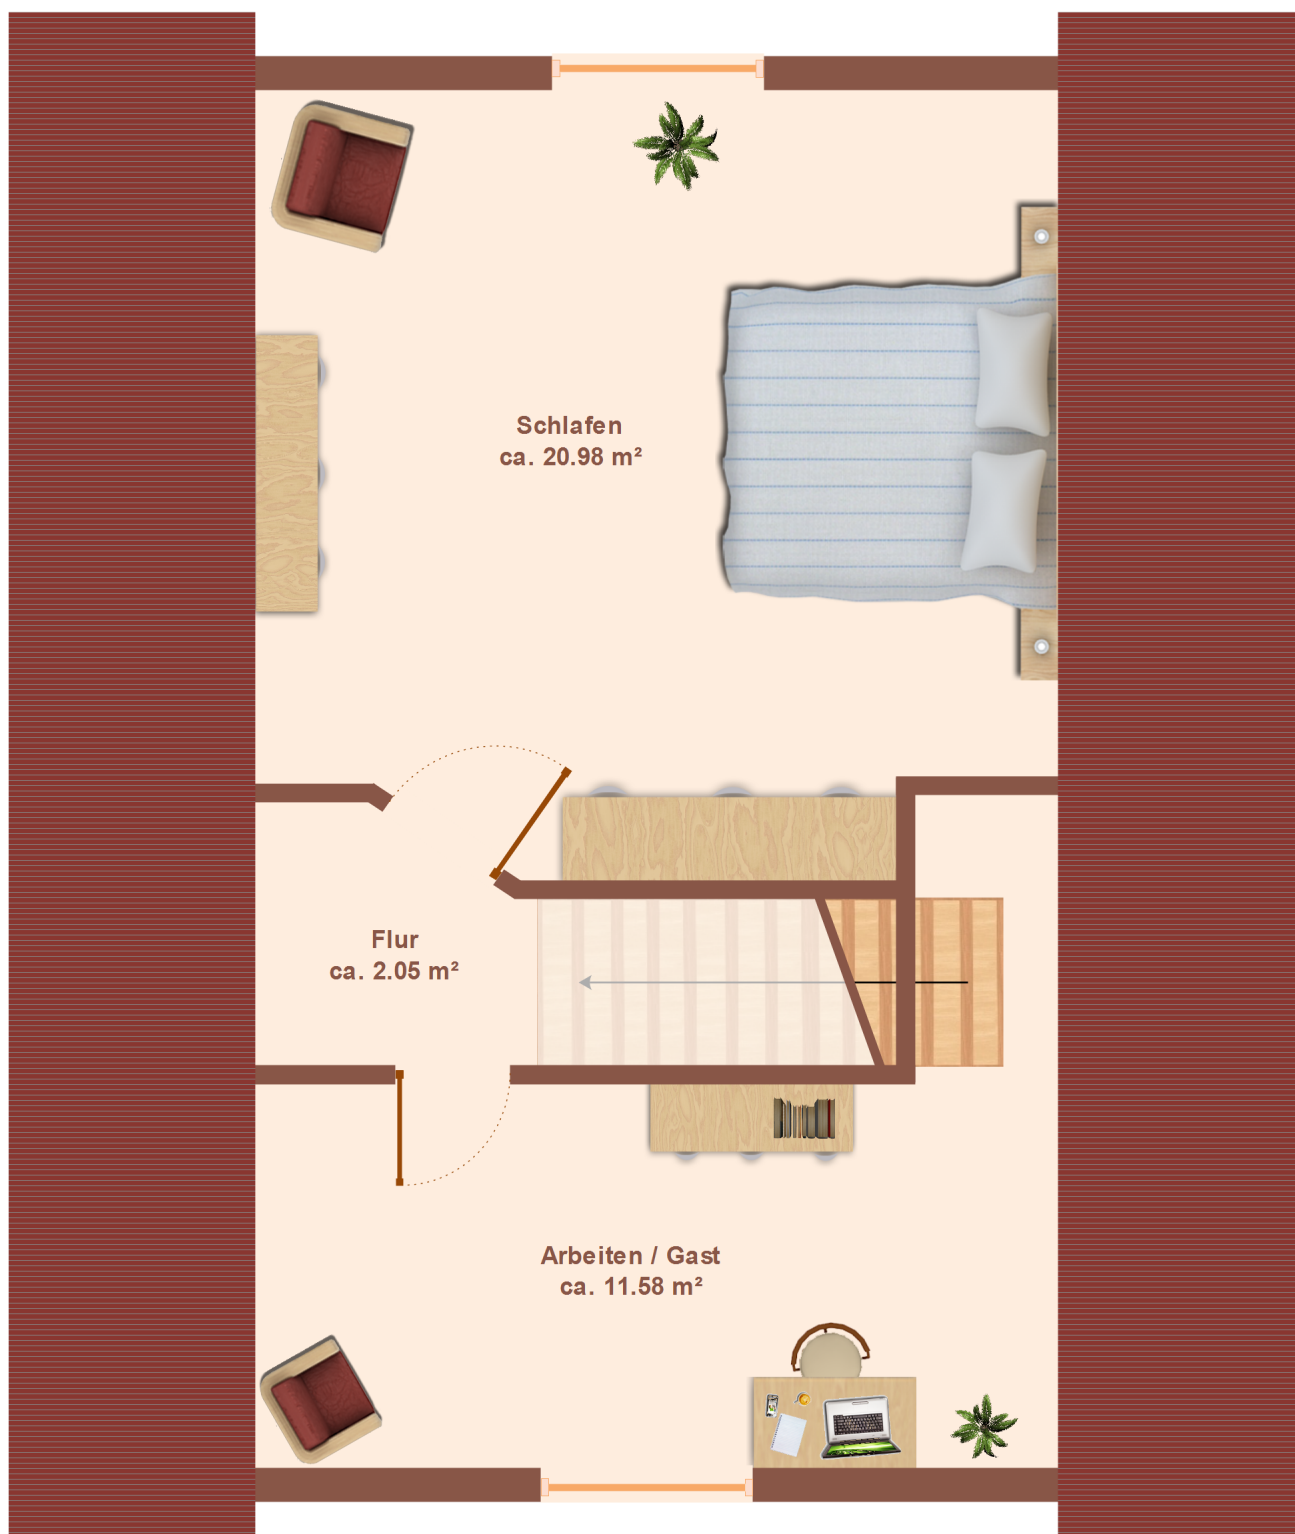 Schlafen
ca. 20.98 m²
Flur
ca. 2.05 m²
Arbeiten / Gast
ca. 11.58 m²